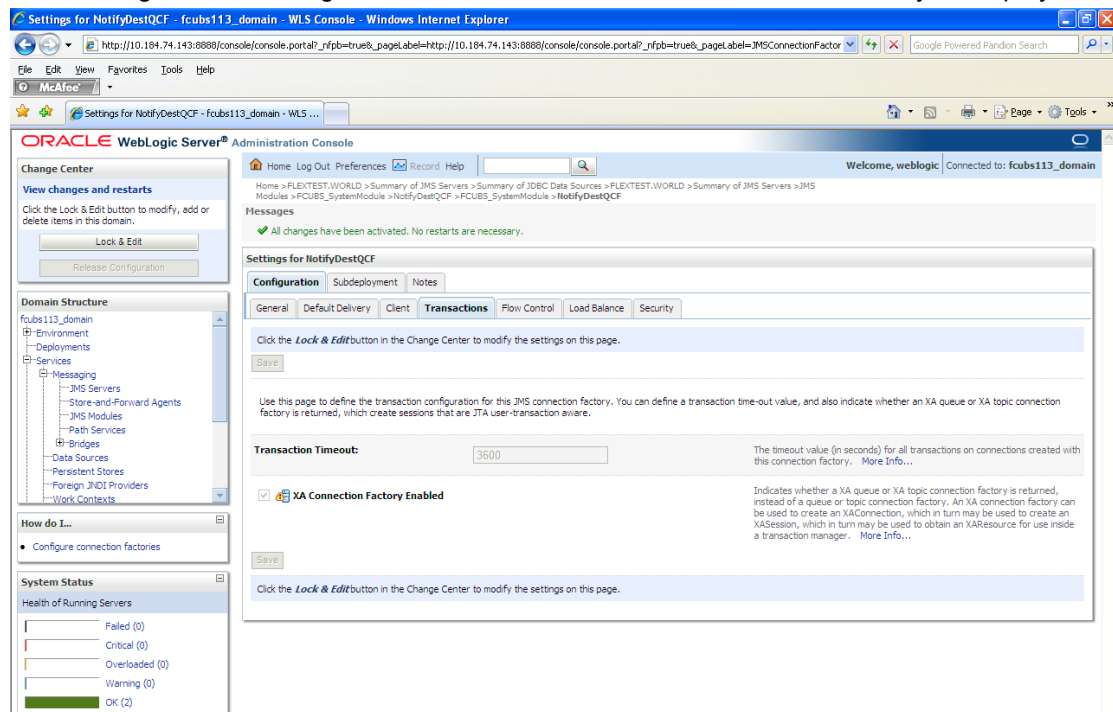 Settings for NotifyDestQCF - fcubs113_domain - WLS Console - Windows Internet Explorer
http://10.184.74.143:8888/console/console.portal?_nfpb=true&_pageLabel=http://10.184.74.143:8888/console/console.portal?_nfpb=true&_pageLabel=JMSConnectionFactor
Google Powered Pandion Search
File Edit View Favorites Tools Help
McAfee
Settings for NotifyDestQCF - fcubs113_domain - WLS ...
Page Tools
ORACLE WebLogic Server® Administration Console
Change Center
View changes and restarts
Click the Lock & Edit button to modify, add or
delete items in this domain.
Lock & Edit
Release Configuration
Domain Structure
fcubs113_domain
Environment
Deployments
Services
Messaging
JMS Servers
Store-and-Forward Agents
JMS Modules
Path Services
Bridges
Data Sources
Persistent Stores
Foreign JNDI Providers
Work Contexts
How do I...
Configure connection factories
System Status
Health of Running Servers
Failed (0)
Critical (0)
Overloaded (0)
Warning (0)
OK (2)
Home Log Out Preferences Record Help
Welcome, weblogic Connected to: fcubs113_domain
Home >FLEXTEST.WORLD >Summary of JMS Servers >Summary of JDBC Data Sources >FLEXTEST.WORLD >Summary of JMS Servers >JMS
Modules >FCUBS_SystemModule >NotifyDestQCF >FCUBS_SystemModule >NotifyDestQCF
Messages
All changes have been activated. No restarts are necessary.
Settings for NotifyDestQCF
Configuration Subdeployment Notes
General Default Delivery Client Transactions Flow Control Load Balance Security
Click the Lock & Edit button in the Change Center to modify the settings on this page.
Save
Use this page to define the transaction configuration for this JMS connection factory. You can define a transaction time-out value, and also indicate whether an XA queue or XA topic connection
factory is returned, which create sessions that are JTA user-transaction aware.
Transaction Timeout:
3600
The timeout value (in seconds) for all transactions on connections created with
this connection factory. More Info...
XA Connection Factory Enabled
Indicates whether a XA queue or XA topic connection factory is returned,
instead of a queue or topic connection factory. An XA connection factory can
be used to create an XAConnection, which in turn may be used to create an
XASession, which in turn may be used to obtain an XAResource for use inside
a transaction manager. More Info...
Save
Click the Lock & Edit button in the Change Center to modify the settings on this page.